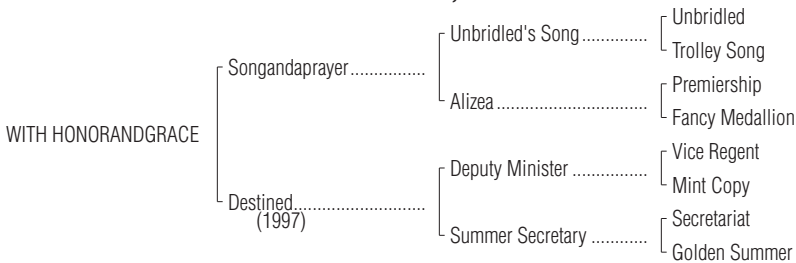 Unbridled
Unbridled's Song..............
Trolley Song
Songandaprayer................
Premiership
Alizea................................
Fancy Medallion
WITH HONORANDGRACE
Vice Regent
Deputy Minister ................
Mint Copy
Destined............................
(1997)
Secretariat
Summer Secretary ............
Golden Summer